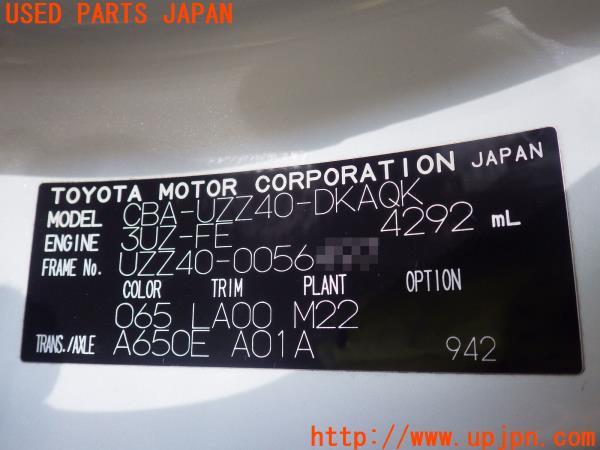 USED PARTS JAPAN
TOYOTA MOTOR CORPORATION JAPAN
MODEL CBA-UZZ40-DKAQK
ENGINE 3UZ-FE 4292 mL
FRAME No. UZZ40-0056
COLOR TRIM PLANT OPTION
065 LA00 M22
TRANS./AXLE A650E A01A 942
http://www.upjpn.com